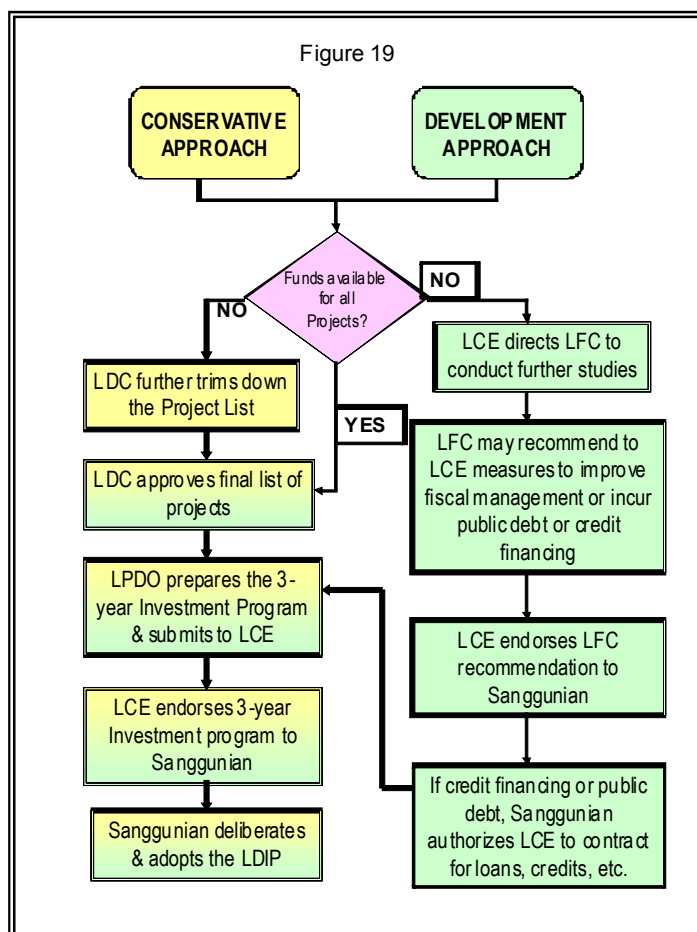 Figure 19
CONSERVATIVE
APPROACH
DEVELOPMENT
APPROACH
Funds available
for all
Projects?
NO
NO
LDC further trims down
the Project List
YES
LDC approves final list of
projects
LPDO prepares the 3-
year Investment Program
& submits to LCE
LCE endorses 3-year
Investment program to
Sanggunian
Sanggunian deliberates
& adopts the LDIP
LCE directs LFC to
conduct further studies
LFC may recommend to
LCE measures to improve
fiscal management or incur
public debt or credit
financing
LCE endorses LFC
recommendation to
Sanggunian
If credit financing or public
debt, Sanggunian
authorizes LCE to contract
for loans, credits, etc.